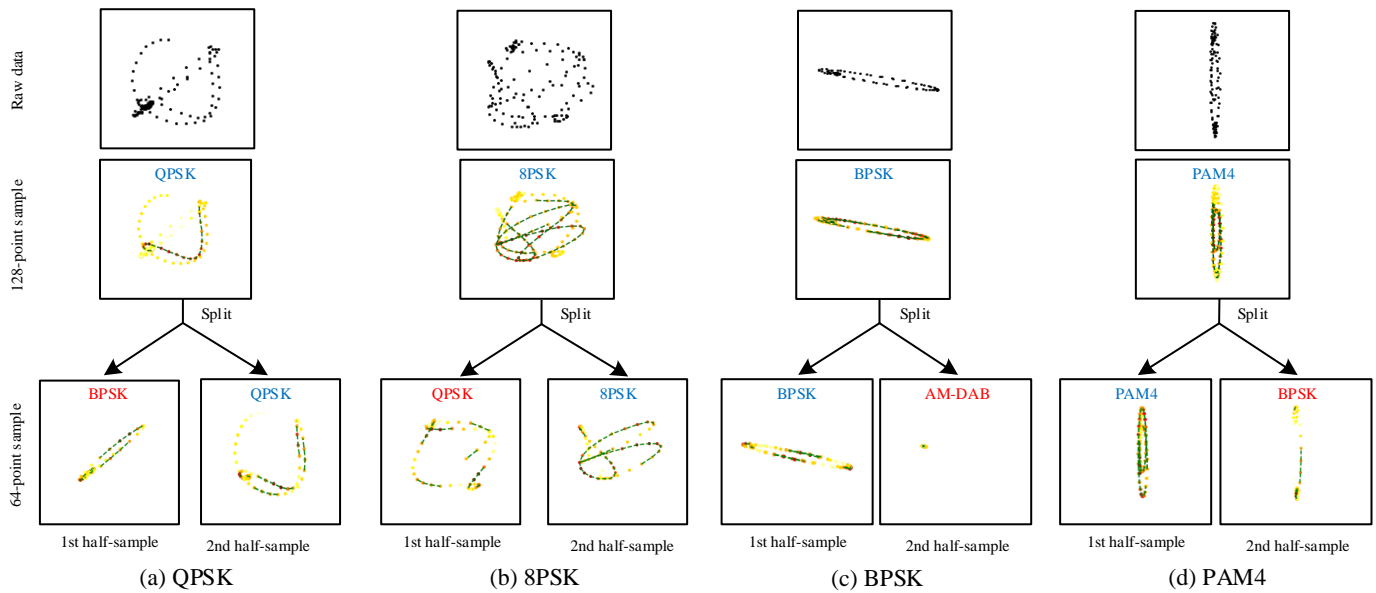 Raw data
128-point sample
QPSK
8PSK
BPSK
PAM4
Split
Split
Split
Split
64-point sample
BPSK
QPSK
QPSK
8PSK
BPSK
AM-DAB
PAM4
BPSK
1st half-sample
2nd half-sample
1st half-sample
2nd half-sample
1st half-sample
2nd half-sample
1st half-sample
2nd half-sample
(a) QPSK
(b) 8PSK
(c) BPSK
(d) PAM4